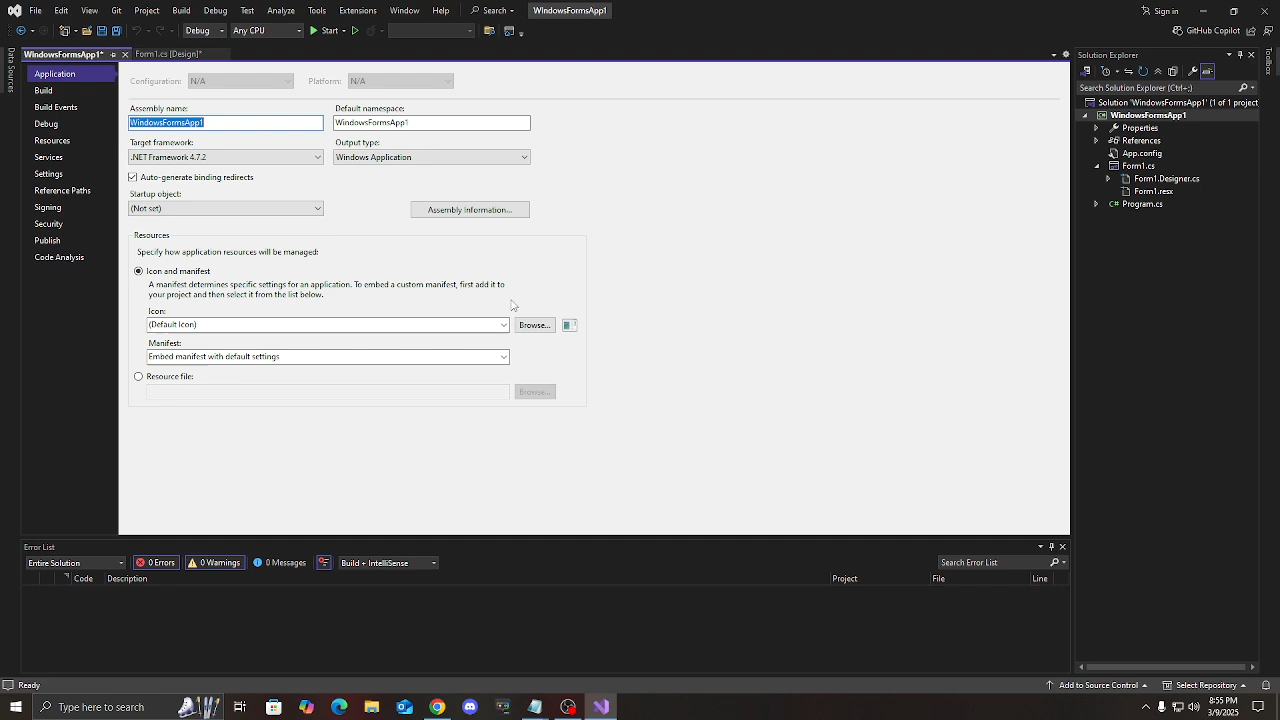 File Edit View Git Project Build Debug Test Analyze Tools Extensions Window Help Search WindowsFormsApp1 Sign in
Debug Any CPU Start GitHub Copilot
WindowsFormsApp1* Form1.cs [Design]* Solution Explorer
Data Sources
Toolbox
Application
Build
Build Events
Debug
Resources
Services
Settings
Reference Paths
Signing
Security
Publish
Code Analysis
Configuration: N/A Platform: N/A
Assembly name: Default namespace:
WindowsFormsApp1 WindowsFormsApp1
Target framework: Output type:
.NET Framework 4.7.2 Windows Application
Auto-generate binding redirects
Startup object:
(Not set) Assembly Information...
Resources
Specify how application resources will be managed:
Icon and manifest
A manifest determines specific settings for an application. To embed a custom manifest, first add it to
your project and then select it from the list below.
Icon:
(Default Icon) Browse...
Manifest:
Embed manifest with default settings
Resource file:
Browse...
Search Solution Explorer (Ctrl+;)
Solution 'WindowsFormsApp1' (1 of 1 project
WindowsFormsApp1
Properties
References
App.config
Form1.cs
Form1.Designer.cs
Form1.resx
Program.cs
Error List
Entire Solution 0 Errors 0 Warnings 0 Messages Build + IntelliSense Search Error List
Code Description Project File Line
Ready Add to Source Control Select Repository
Type here to search 8:55 PM
3/9/2025